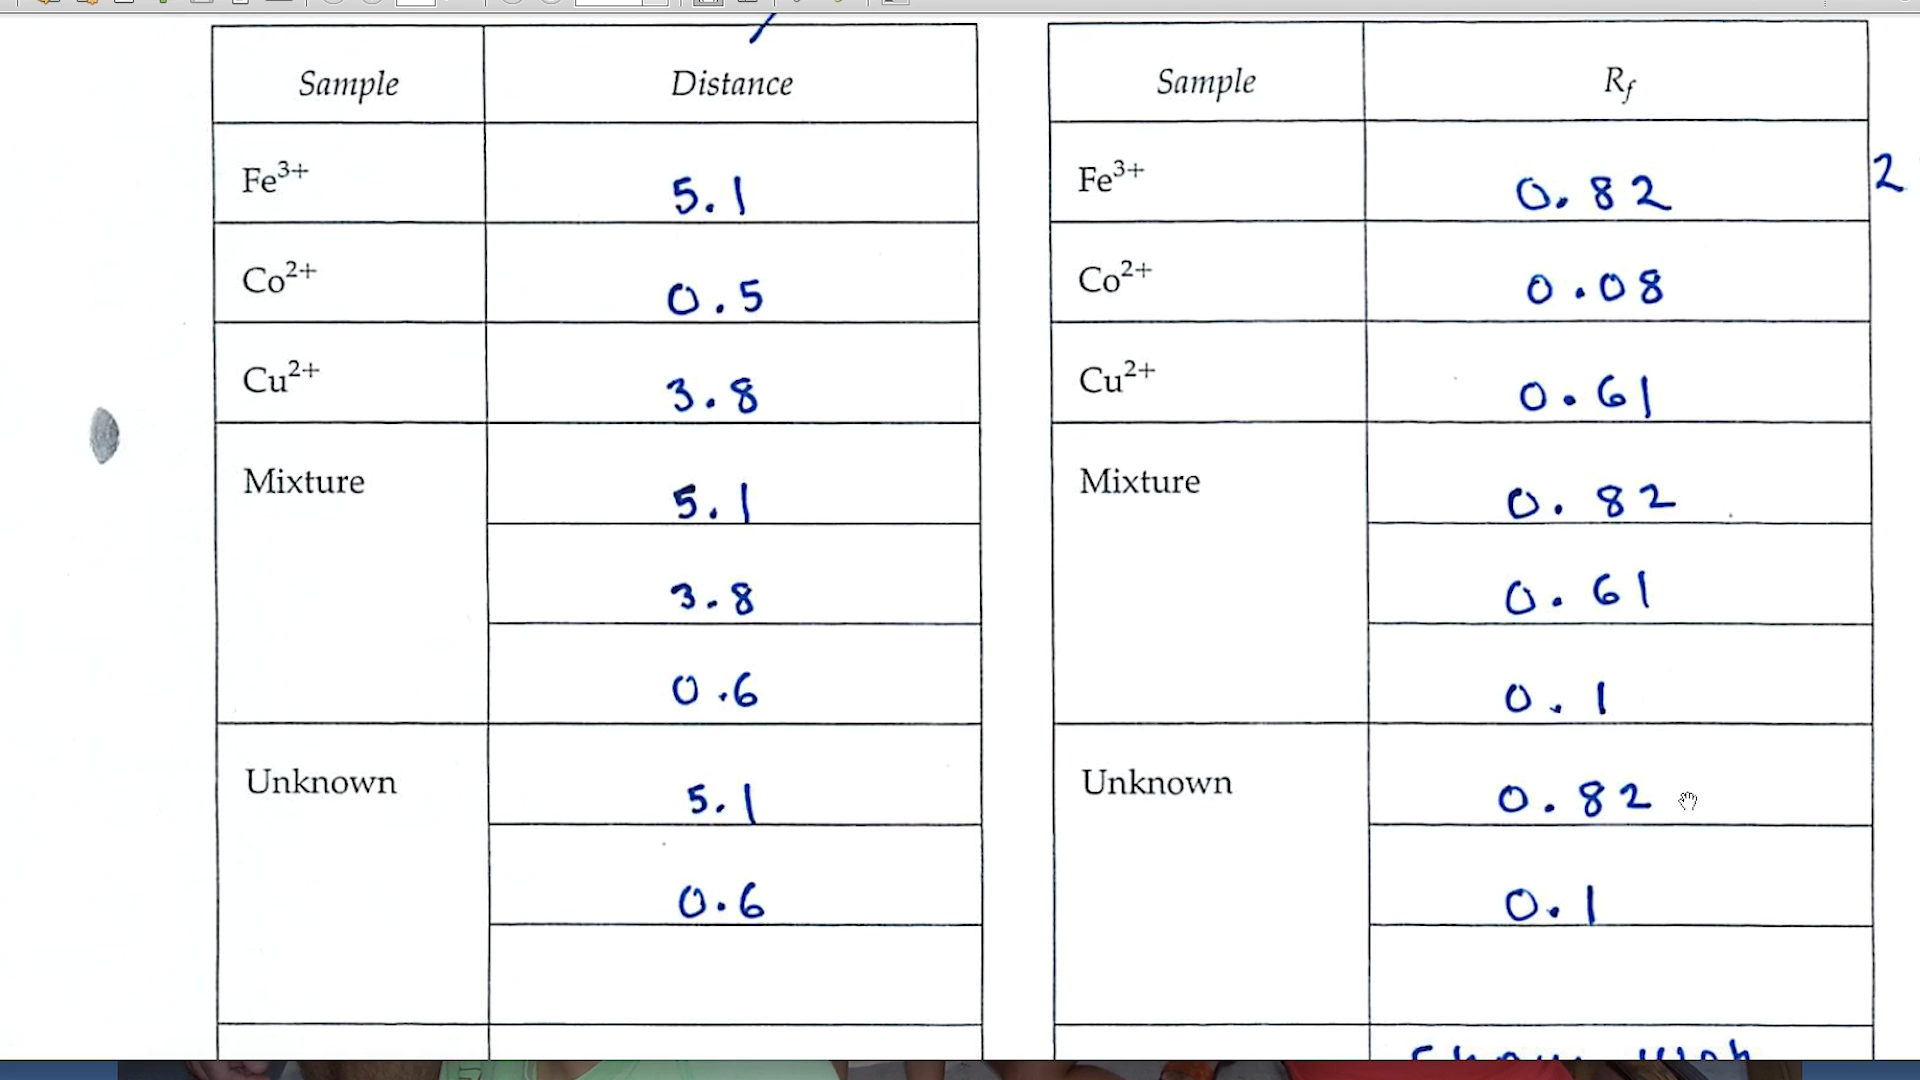 Sample Distance
Fe3+ 5.1
Co2+ 0.5
Cu2+ 3.8
Mixture 5.1
3.8
0.6
Unknown 5.1
0.6
Sample Rf
Fe3+ 0.82
Co2+ 0.08
Cu2+ 0.61
Mixture 0.82
0.61
0.1
Unknown 0.82
0.1
2